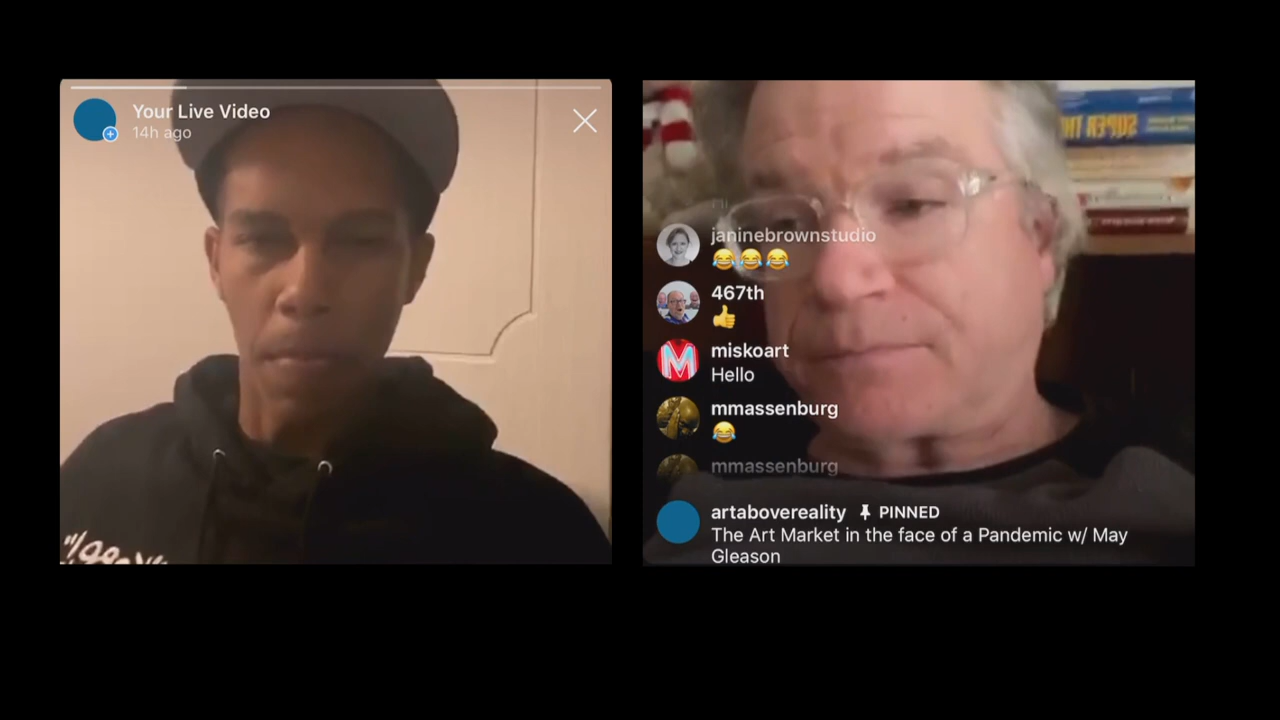 Your Live Video
14h ago
SUPER
janinebrownstudio
😂😂😂
467th
👍
M
miskoart
Hello
mmassenburg
😂
mmassenburg
artabovereality PINNED
The Art Market in the face of a Pandemic w/ May
Gleason